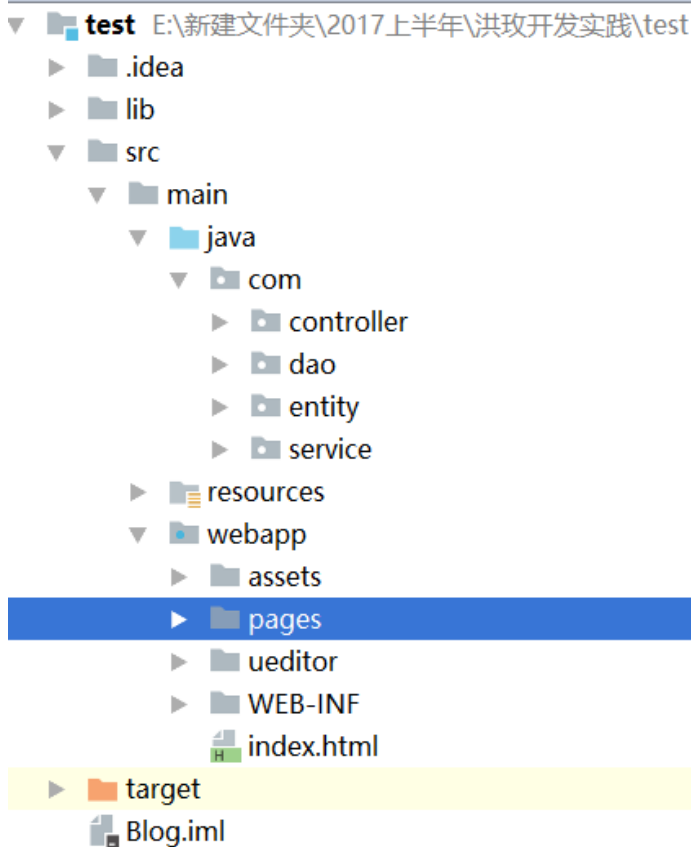 test E:\新建文件夹\2017上半年\洪玫开发实践\test
.idea
lib
src
main
java
com
controller
dao
entity
service
resources
webapp
assets
pages
ueditor
WEB-INF
H index.html
target
Blog.iml